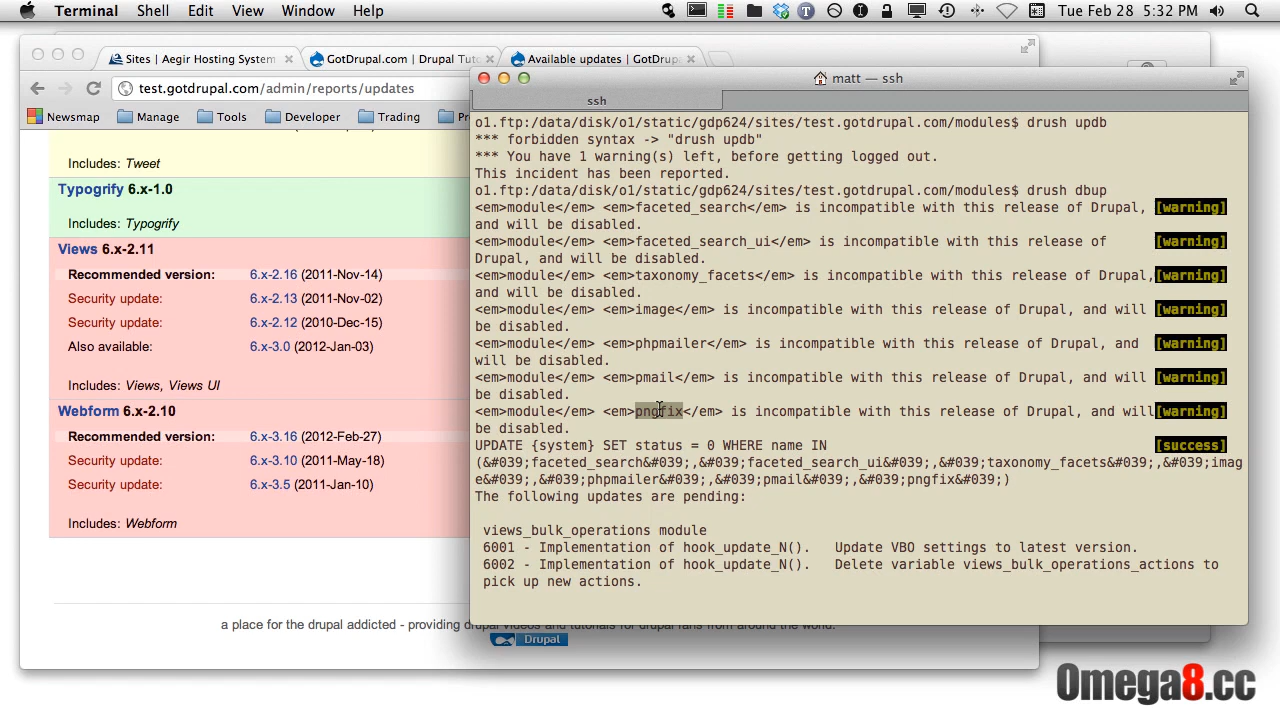 Terminal Shell Edit View Window Help Tue Feb 28 5:32 PM
Sites | Aegir Hosting System GotDrupal.com | Drupal Tuto Available updates | GotDrupa
test.gotdrupal.com/admin/reports/updates
Newsmap Manage Tools Developer Trading
Includes: Tweet
Typogrify 6.x-1.0
Includes: Typogrify
Views 6.x-2.11
Recommended version: 6.x-2.16 (2011-Nov-14)
Security update: 6.x-2.13 (2011-Nov-02)
Security update: 6.x-2.12 (2010-Dec-15)
Also available: 6.x-3.0 (2012-Jan-03)
Includes: Views, Views UI
Webform 6.x-2.10
Recommended version: 6.x-3.16 (2012-Feb-27)
Security update: 6.x-3.10 (2011-May-18)
Security update: 6.x-3.5 (2011-Jan-10)
Includes: Webform
a place for the drupal addicted - providing drupal videos and tutorials for drupal fans from around the world.
Drupal
matt — ssh
ssh
o1.ftp:/data/disk/o1/static/gdp624/sites/test.gotdrupal.com/modules$ drush updb
*** forbidden syntax -> "drush updb"
*** You have 1 warning(s) left, before getting logged out.
This incident has been reported.
o1.ftp:/data/disk/o1/static/gdp624/sites/test.gotdrupal.com/modules$ drush dbup
<em>module</em> <em>faceted_search</em> is incompatible with this release of Drupal, [warning]
and will be disabled.
<em>module</em> <em>faceted_search_ui</em> is incompatible with this release of [warning]
Drupal, and will be disabled.
<em>module</em> <em>taxonomy_facets</em> is incompatible with this release of Drupal, [warning]
and will be disabled.
<em>module</em> <em>image</em> is incompatible with this release of Drupal, and will [warning]
be disabled.
<em>module</em> <em>phpmailer</em> is incompatible with this release of Drupal, and [warning]
will be disabled.
<em>module</em> <em>pmail</em> is incompatible with this release of Drupal, and will [warning]
be disabled.
<em>module</em> <em>pngfix</em> is incompatible with this release of Drupal, and will [warning]
be disabled.
UPDATE {system} SET status = 0 WHERE name IN [success]
(&#039;faceted_search&#039;,&#039;faceted_search_ui&#039;,&#039;taxonomy_facets&#039;,&#039;imag
e&#039;,&#039;phpmailer&#039;,&#039;pmail&#039;,&#039;pngfix&#039;)
The following updates are pending:
views_bulk_operations module
6001 - Implementation of hook_update_N(). Update VBO settings to latest version.
6002 - Implementation of hook_update_N(). Delete variable views_bulk_operations_actions to
pick up new actions.
Omega8.cc